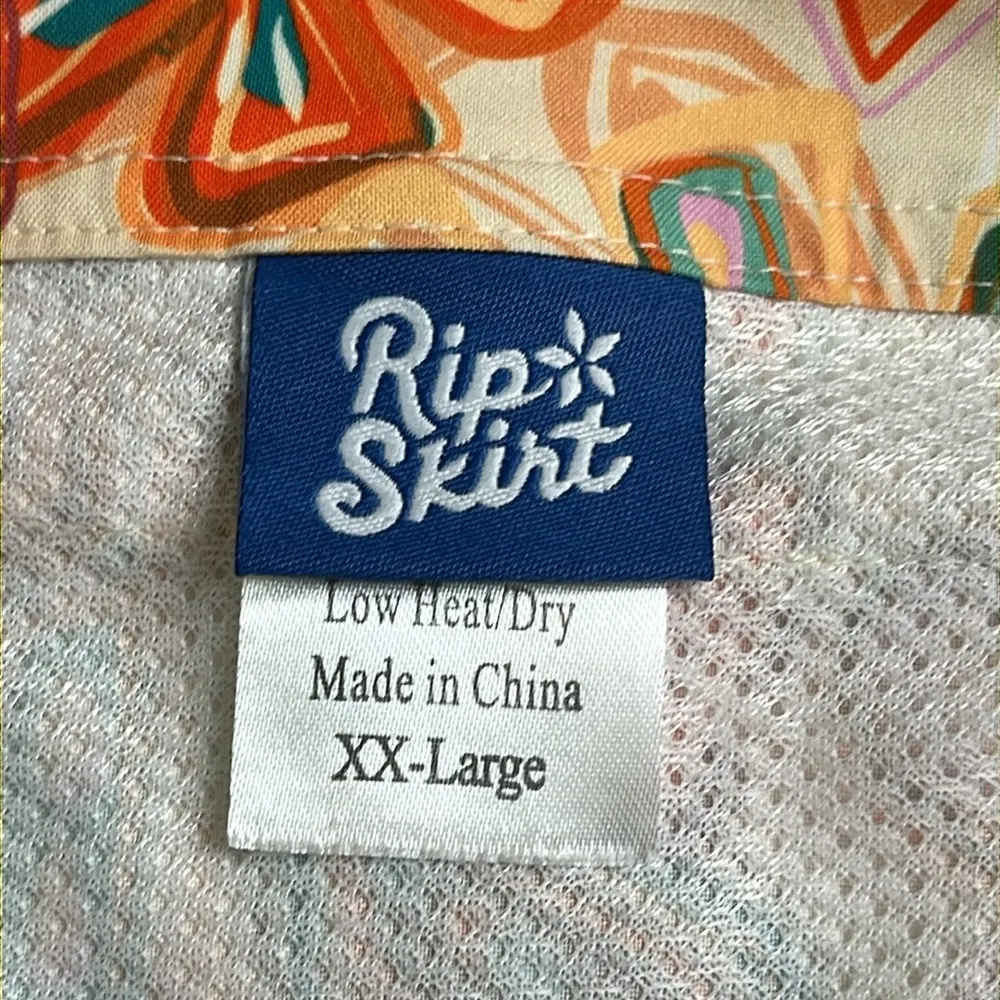 Rip
Skirt
Low Heat/Dry
Made in China
XX-Large